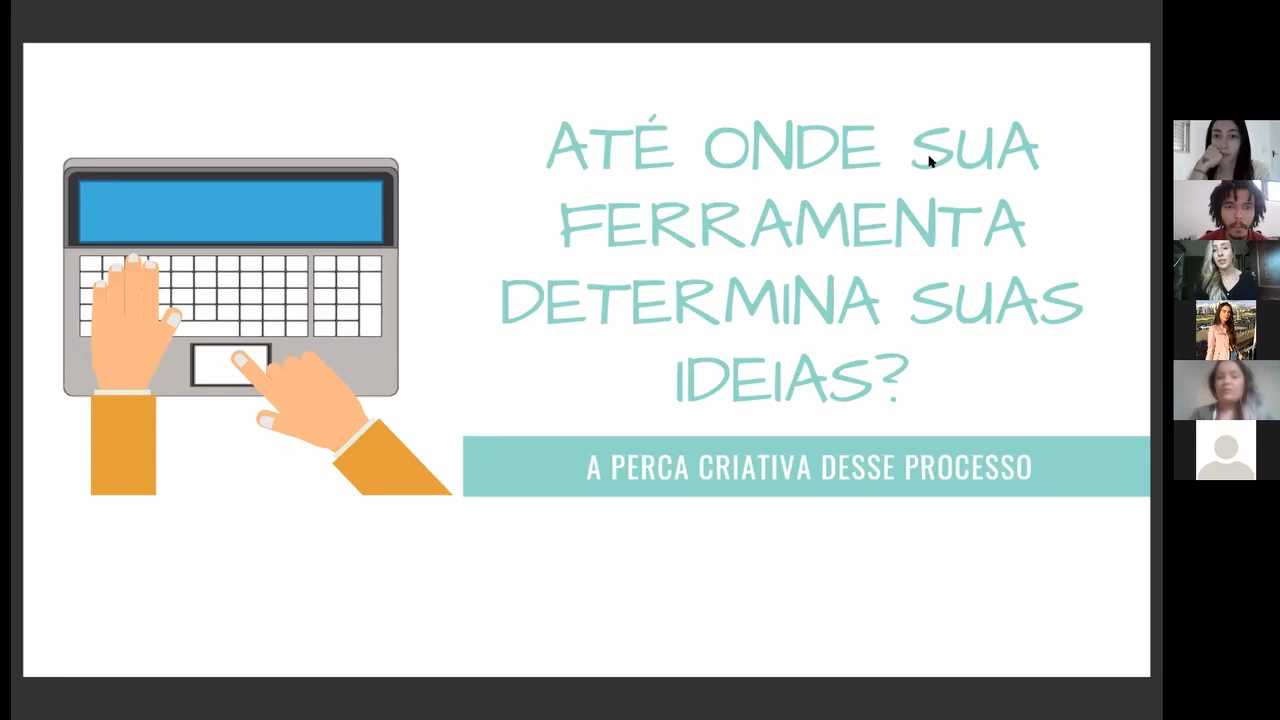 ATÉ ONDE SUA
FERRAMENTA
DETERMINA SUAS
IDEIAS?
A PERCA CRIATIVA DESSE PROCESSO